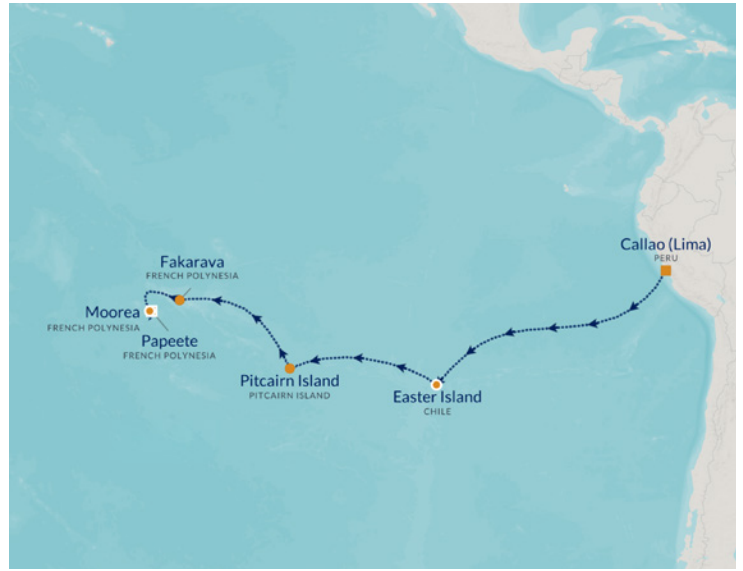 Callao (Lima)
PERU
Fakarava
FRENCH POLYNESIA
Moorea
FRENCH POLYNESIA
Papeete
FRENCH POLYNESIA
Pitcairn Island
PITCAIRN ISLAND
Easter Island
CHILE